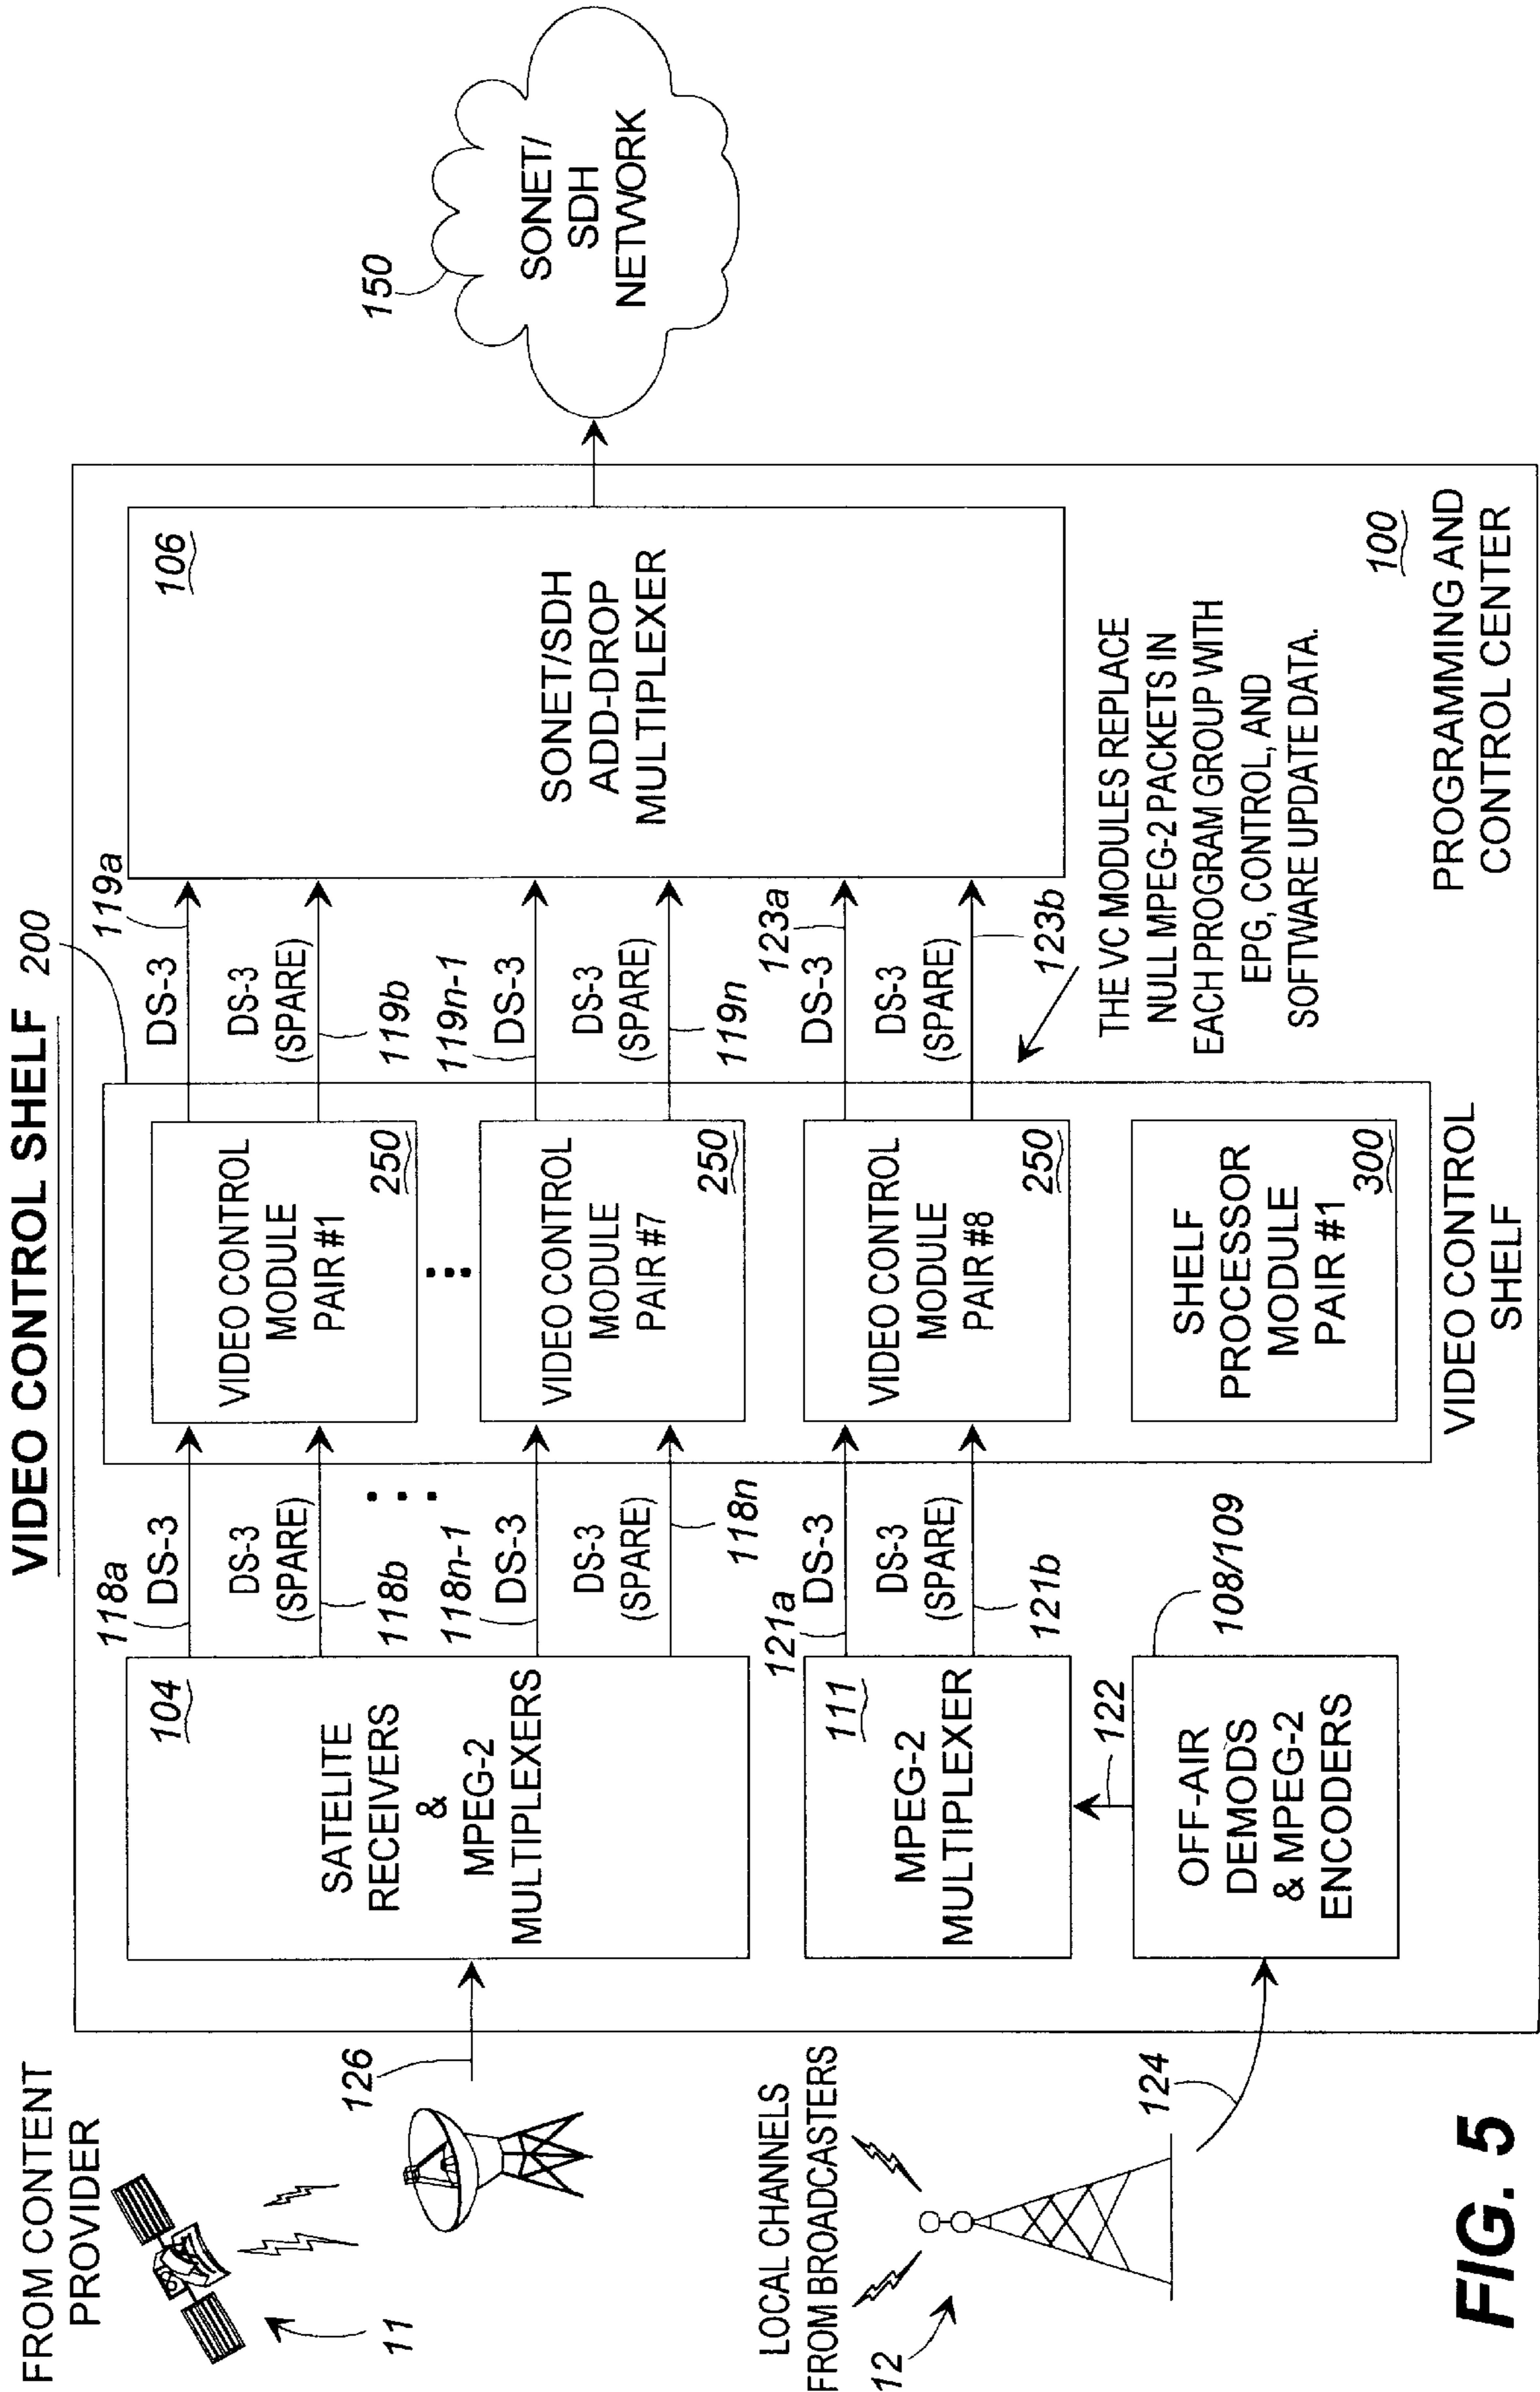 VIDEO CONTROL SHELF
FROM CONTENT
PROVIDER
11
126
LOCAL CHANNELS
FROM BROADCASTERS
12
124
104
SATELITE
RECEIVERS
&
MPEG-2
MULTIPLEXERS
111
MPEG-2
MULTIPLEXER
122
OFF-AIR
DEMODS
& MPEG-2
ENCODERS
108/109
118a
DS-3
DS-3
(SPARE)
118b
118n-1
DS-3
DS-3
(SPARE)
118n
121a
DS-3
DS-3
(SPARE)
121b
200
VIDEO CONTROL
MODULE
PAIR #1
250
VIDEO CONTROL
MODULE
PAIR #7
250
VIDEO CONTROL
MODULE
PAIR #8
250
SHELF
PROCESSOR
MODULE
PAIR #1
300
VIDEO CONTROL
SHELF
119a
DS-3
DS-3
(SPARE)
119b
119n-1
DS-3
DS-3
(SPARE)
119n
123a
DS-3
DS-3
(SPARE)
123b
THE VC MODULES REPLACE
NULL MPEG-2 PACKETS IN
EACH PROGRAM GROUP WITH
EPG, CONTROL, AND
SOFTWARE UPDATE DATA.
106
SONET/SDH
ADD-DROP
MULTIPLEXER
100
PROGRAMMING AND
CONTROL CENTER
150
SONET/
SDH
NETWORK
FIG. 5